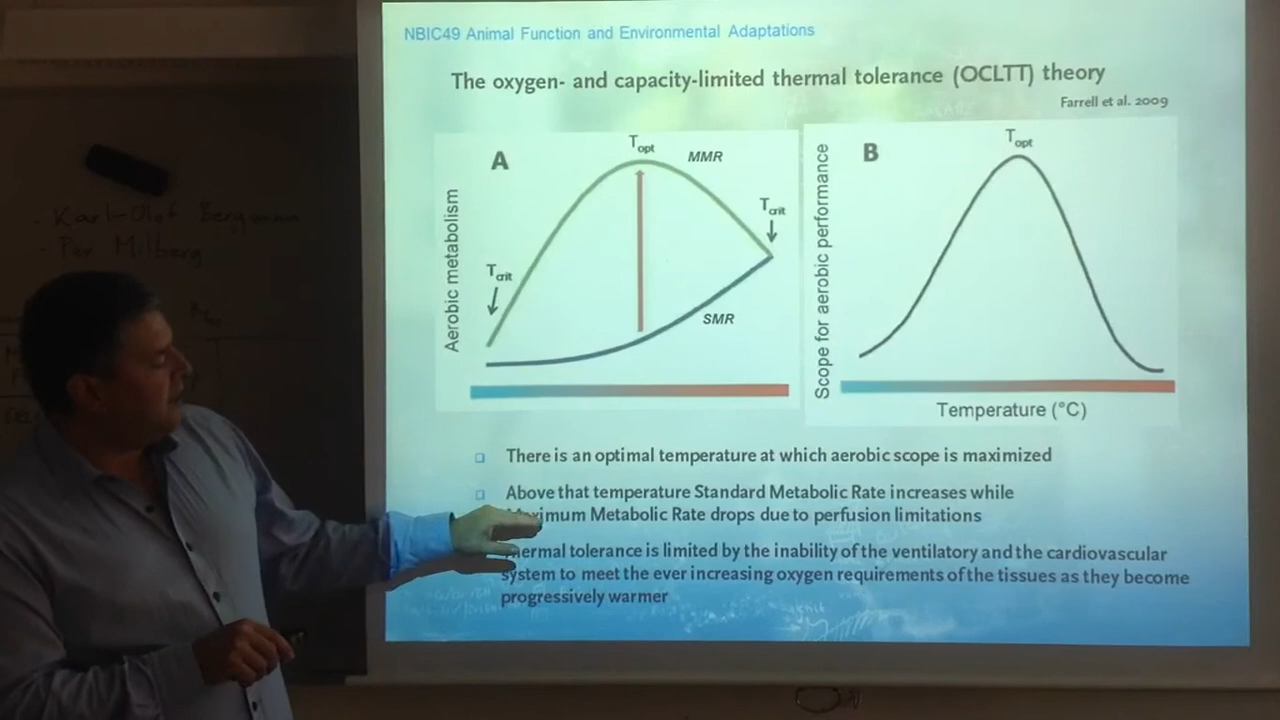 NBIC49 Animal Function and Environmental Adaptations
The oxygen- and capacity-limited thermal tolerance (OCLTT) theory
Farrell et al. 2009
A
Topt
MMR
Tcrit
Tcrit
SMR
Aerobic metabolism
B
Topt
Scope for aerobic performance
Temperature (°C)
There is an optimal temperature at which aerobic scope is maximized
Above that temperature Standard Metabolic Rate increases while
Metabolic Rate drops due to perfusion limitations
tolerance is limited by the inability of the ventilatory and the cardiovascular
system to meet the ever increasing oxygen requirements of the tissues as they become
progressively warmer
- Karl-Olof Bergman
- Per Milberg